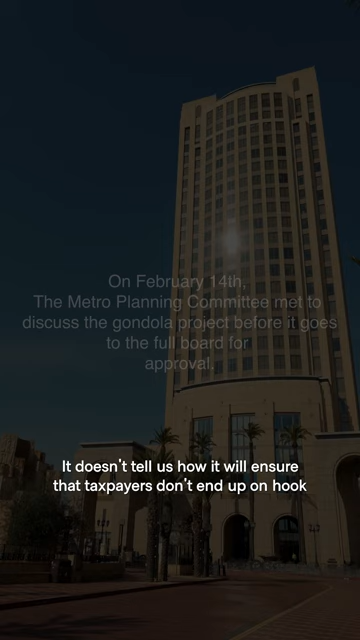 On February 14th,
The Metro Planning Committee met to
discuss the gondola project before it goes
to the full board for
approval.
It doesn't tell us how it will ensure
that taxpayers don't end up on hook